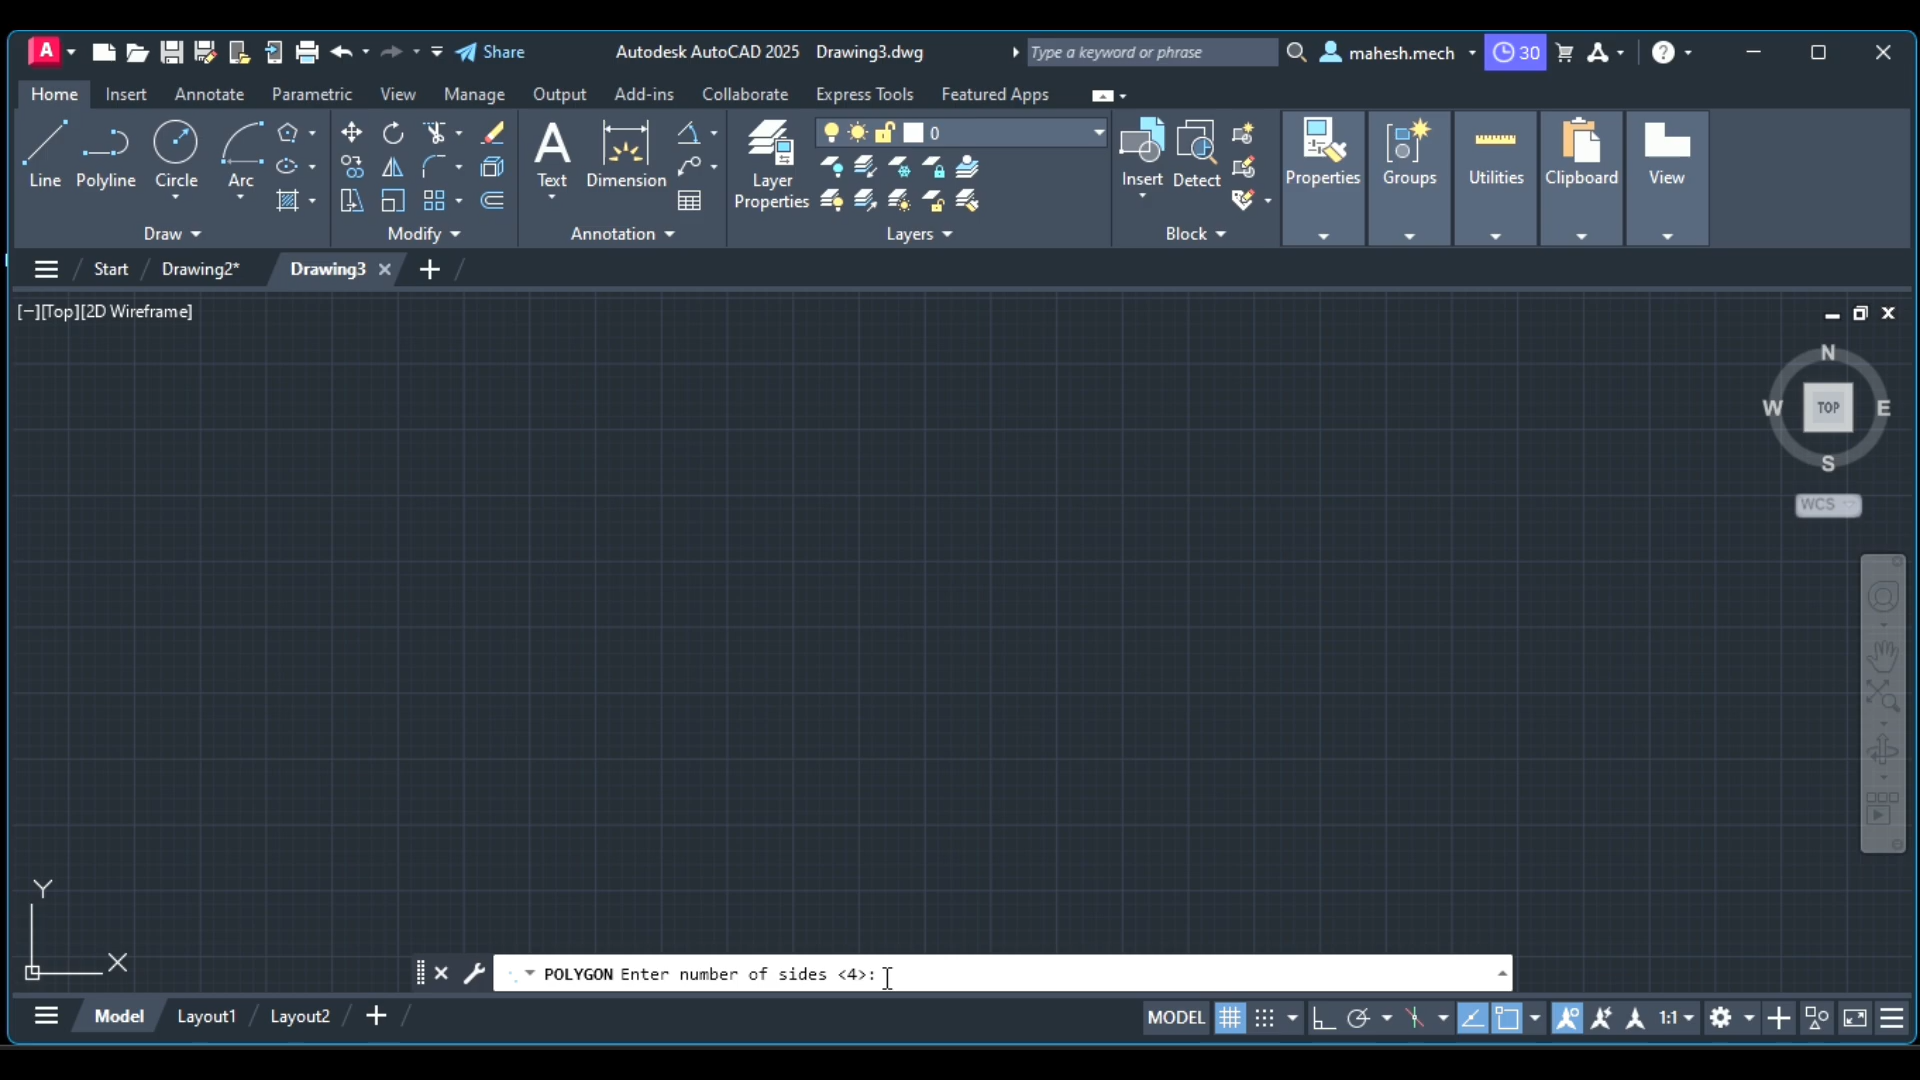 A Share Autodesk AutoCAD 2025 Drawing3.dwg Type a keyword or phrase mahesh.mech 30 ?
Home Insert Annotate Parametric View Manage Output Add-ins Collaborate Express Tools Featured Apps
Line Polyline Circle Arc
Draw
Modify
A
Text Dimension
Annotation
Layer
Properties
0
Layers
Insert Detect
Block
Properties
Groups
Utilities
Clipboard
View
Start Drawing2* Drawing3
[−][Top][2D Wireframe]
N
W TOP E
S
WCS
Y
X
POLYGON Enter number of sides <4>:
Model Layout1 Layout2
MODEL 1:1